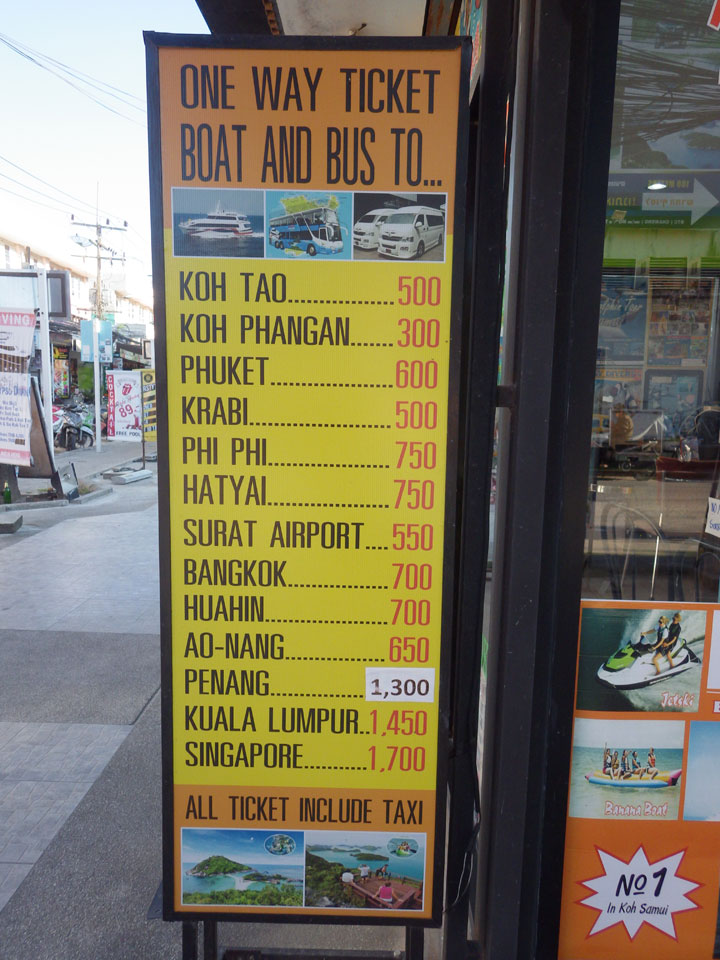 ONE WAY TICKET
BOAT AND BUS TO...
KOH TAO..................500
KOH PHANGAN.......300
PHUKET.....................600
KRABI........................500
PHI PHI.....................750
HATYAI.....................750
SURAT AIRPORT....550
BANGKOK..................700
HUAHIN.....................700
AO-NANG.................650
PENANG................1,300
KUALA LUMPUR..1,450
SINGAPORE...........1,700
ALL TICKET INCLUDE TAXI
Jetski
Banana Boat
No 1
In Koh Samui